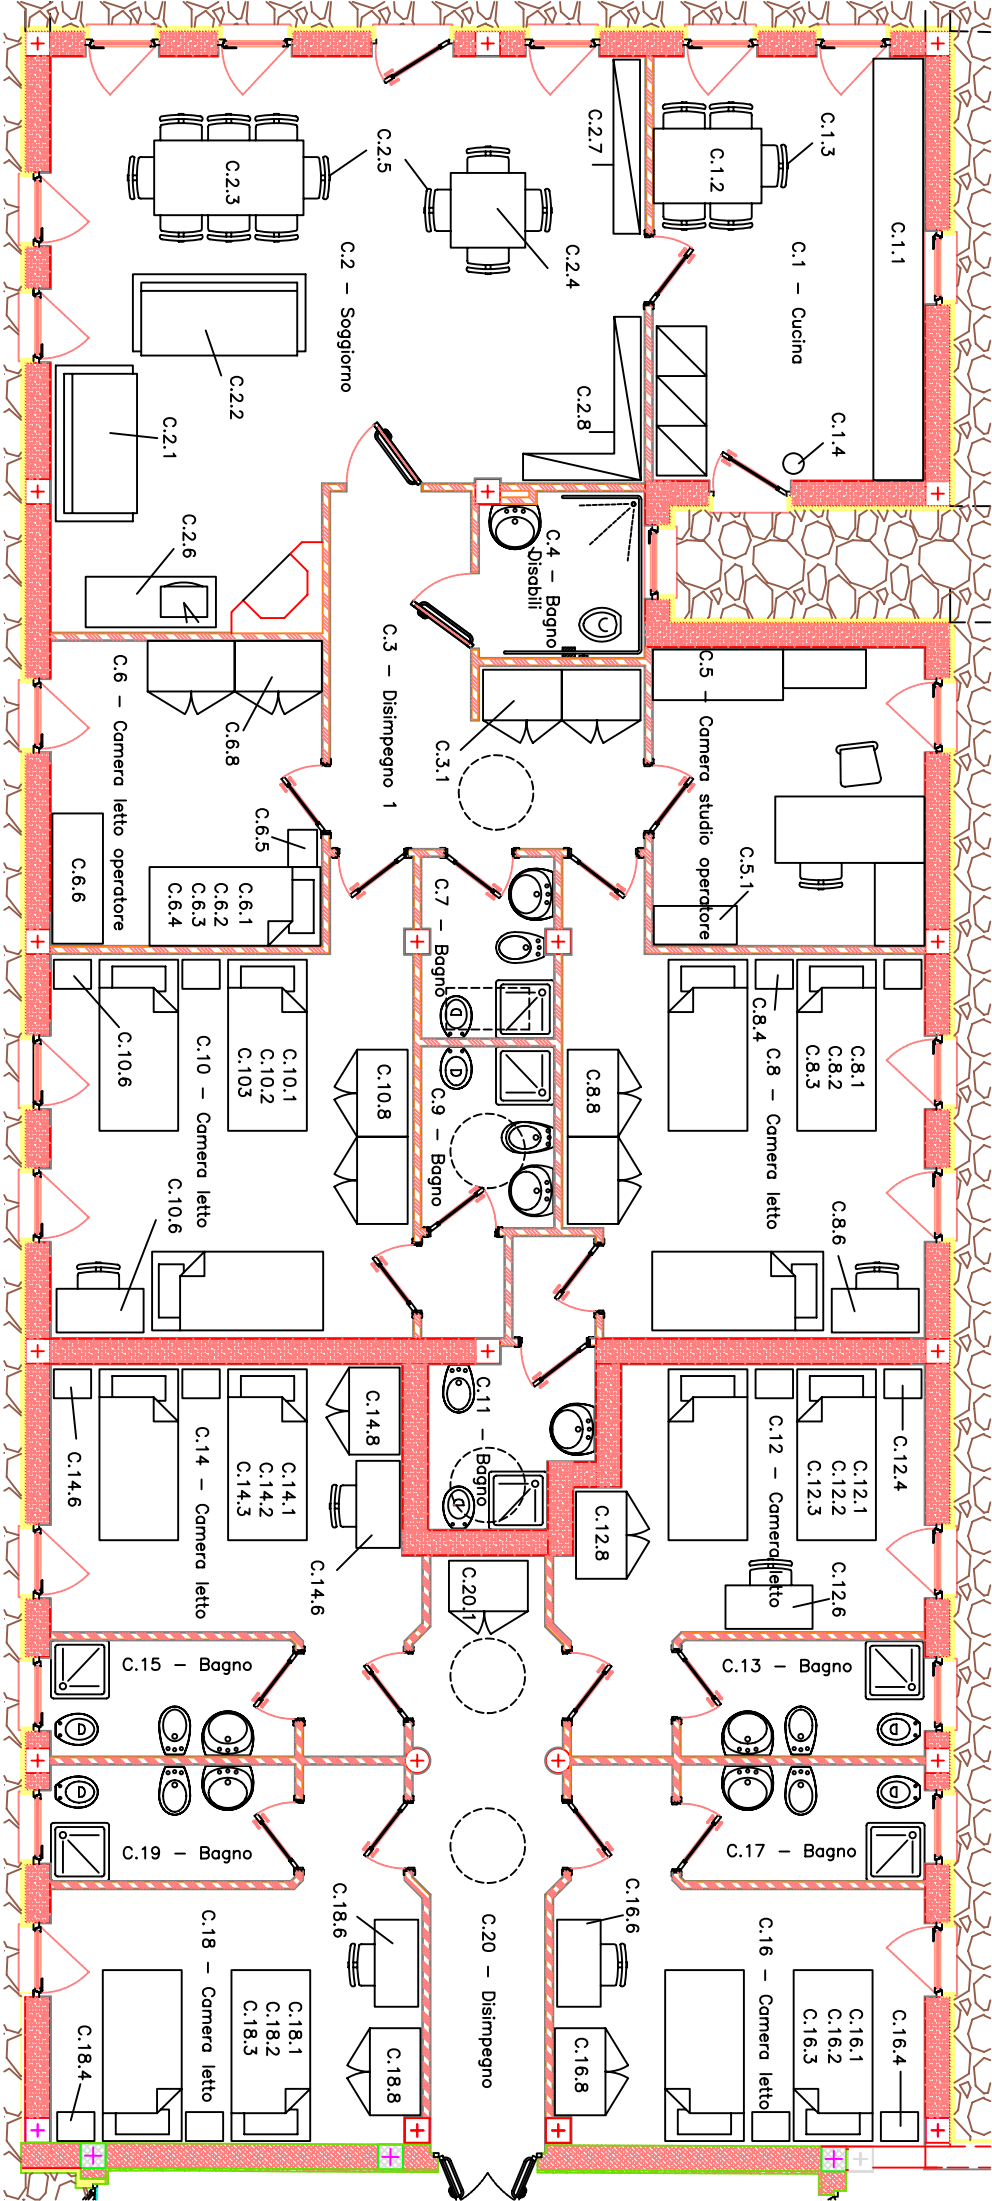 C.1.1
C.1.3
C.1.2
C.1 - Cucina
C.1.4
C.2.7
C.2.5
C.2.3
C.2.4
C.2 - Soggiorno
C.2.8
C.2.2
C.2.1
C.2.6
C.4 - Bagno
Disabili
C.3 - Disimpegno 1
C.3.1
C.5 - Camera studio operatore
C.5.1
C.6 - Camera letto operatore
C.6.8
C.6.5
C.6.6
C.6.1
C.6.2
C.6.3
C.6.4
C.7 - Bagno
C.8.1
C.8.2
C.8.3
C.8.4
C.8 - Camera letto
C.8.8
C.8.6
C.9 - Bagno
C.10.8
C.10.1
C.10.2
C.103
C.10 - Camera letto
C.10.6
C.10.6
C.11 - Bagno
C.12.4
C.12.1
C.12.2
C.12.3
C.12 - Camera letto
C.12.8
C.12.6
C.14.8
C.14.1
C.14.2
C.14.3
C.14 - Camera letto
C.14.6
C.14.6
C.20.1
C.13 - Bagno
C.15 - Bagno
C.17 - Bagno
C.19 - Bagno
C.20 - Disimpegno
C.16.6
C.16 - Camera letto
C.16.1
C.16.2
C.16.3
C.16.4
C.16.8
C.18.6
C.18 - Camera letto
C.18.1
C.18.2
C.18.3
C.18.4
C.18.8